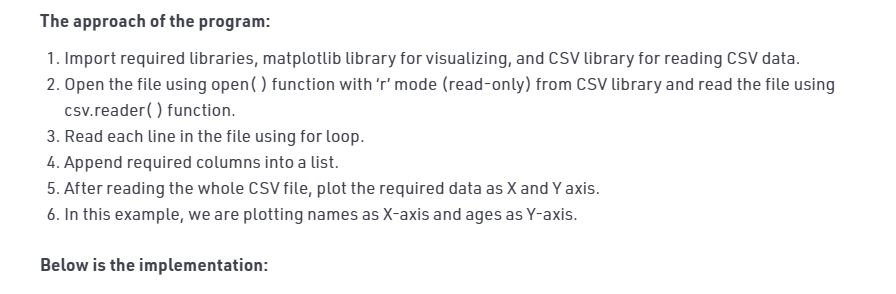 The approach of the program:
1. Import required libraries, matplotlib library for visualizing, and CSV library for reading CSV data.
2. Open the file using open( ) function with ‘r’ mode (read-only) from CSV library and read the file using
csv.reader( ) function.
3. Read each line in the file using for loop.
4. Append required columns into a list.
5. After reading the whole CSV file, plot the required data as X and Y axis.
6. In this example, we are plotting names as X-axis and ages as Y-axis.
Below is the implementation: